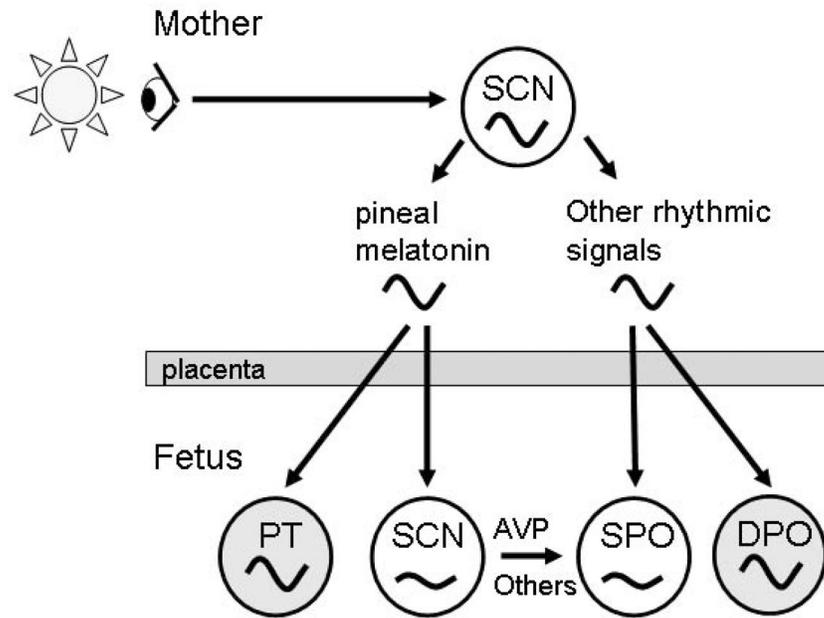 Mother
SCN
pineal
melatonin
Other rhythmic
signals
placenta
Fetus
PT
SCN
AVP
Others
SPO
DPO